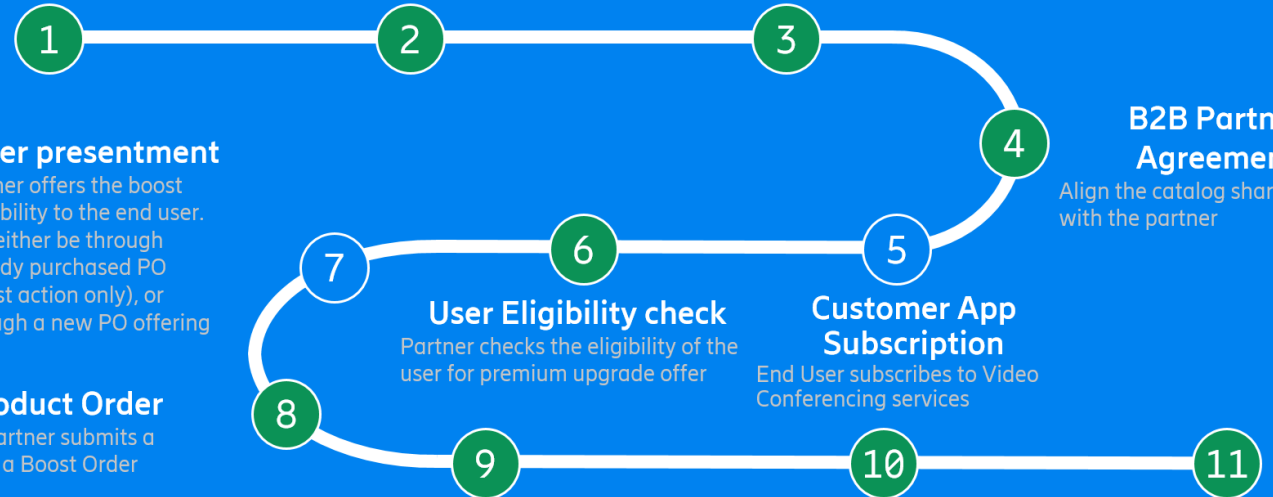 1
2
3
4
B2B Partn
Agreemen
Align the catalog shar
with the partner
5
Customer App
Subscription
End User subscribes to Video
Conferencing services
6
User Eligibility check
Partner checks the eligibility of the
user for premium upgrade offer
7
er presentment
ner offers the boost
bility to the end user.
either be through
dy purchased PO
st action only), or
ugh a new PO offering
8
oduct Order
artner submits a
a Boost Order
9
10
11